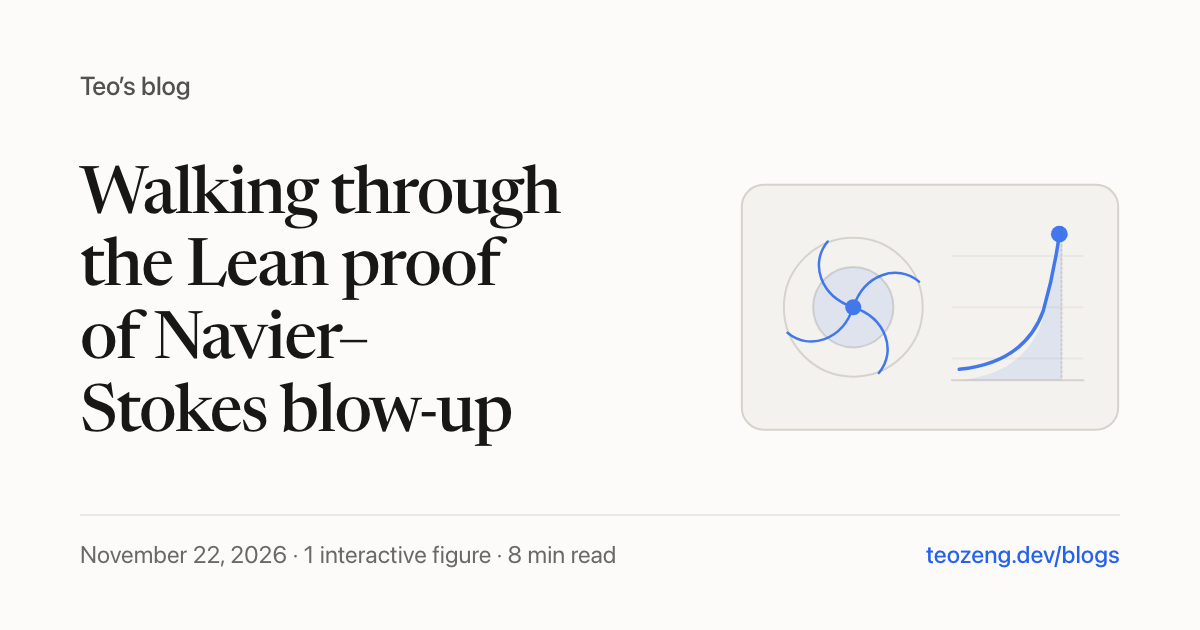 Teo’s blog
Walking through
the Lean proof
of Navier–
Stokes blow-up
November 22, 2026 · 1 interactive figure · 8 min read
teozeng.dev/blogs